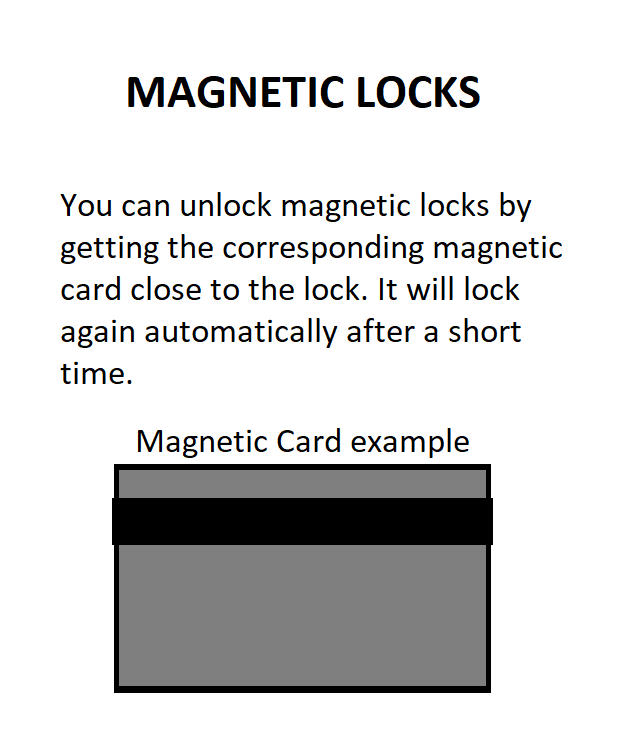 MAGNETIC LOCKS
You can unlock magnetic locks by
getting the corresponding magnetic
card close to the lock. It will lock
again automatically after a short
time.
Magnetic Card example